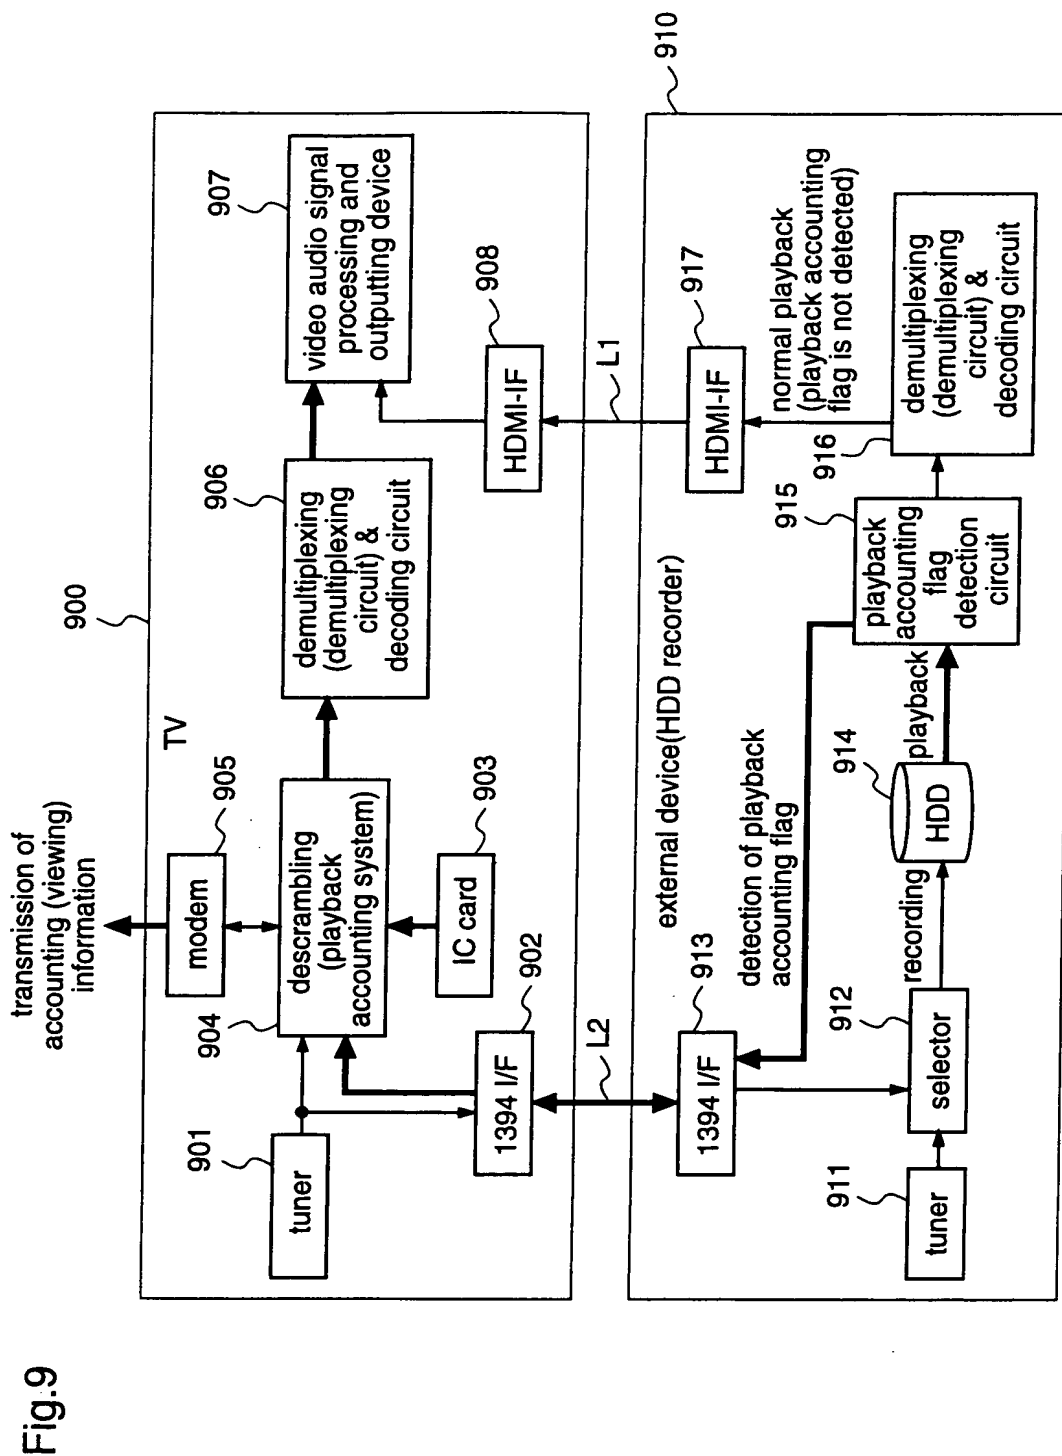 Fig.9
transmission of
accounting (viewing)
information
900
TV
modem
905
901
tuner
904
descrambling
(playback
accounting system)
906
demultiplexing
(demultiplexing
circuit) &
decoding circuit
907
video audio signal
processing and
outputting device
IC card
903
1394 I/F
902
HDMI-IF
908
L2
L1
910
external device(HDD recorder)
1394 I/F
913
HDMI-IF
917
detection of playback
accounting flag
normal playback
(playback accounting
flag is not detected)
911
tuner
912
selector
recording
914
HDD
playback
915
playback
accounting
flag
detection
circuit
916
demultiplexing
(demultiplexing
circuit) &
decoding circuit